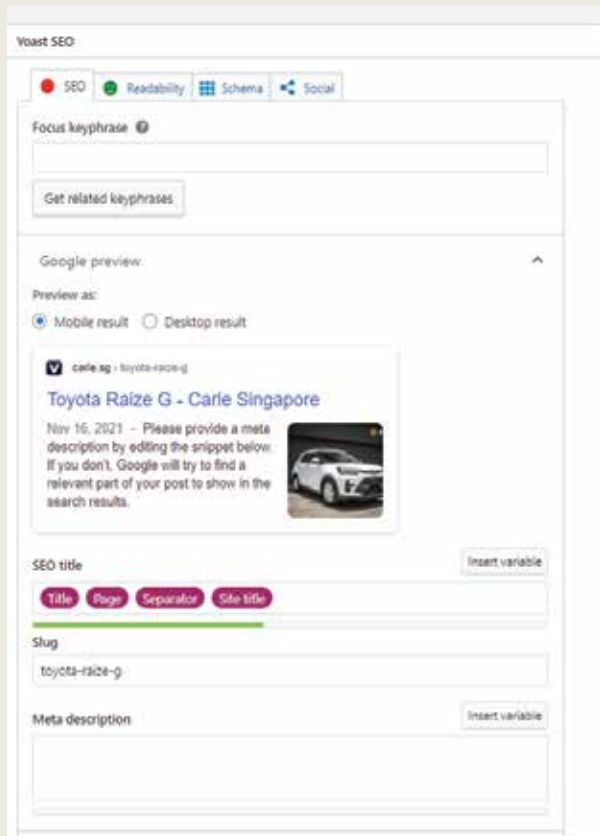 Yoast SEO
SEO
Readability
Schema
Social
Focus keyphrase
Get related keyphrases
Google preview
Preview as:
Mobile result
Desktop result
carle.sg › toyota-raize-g
Toyota Raize G - Carle Singapore
Nov 16, 2021 - Please provide a meta
description by editing the snippet below.
If you don't, Google will try to find a
relevant part of your post to show in the
search results.
SEO title
Insert variable
Title Page Separator Site title
Slug
toyota-raize-g
Meta description
Insert variable